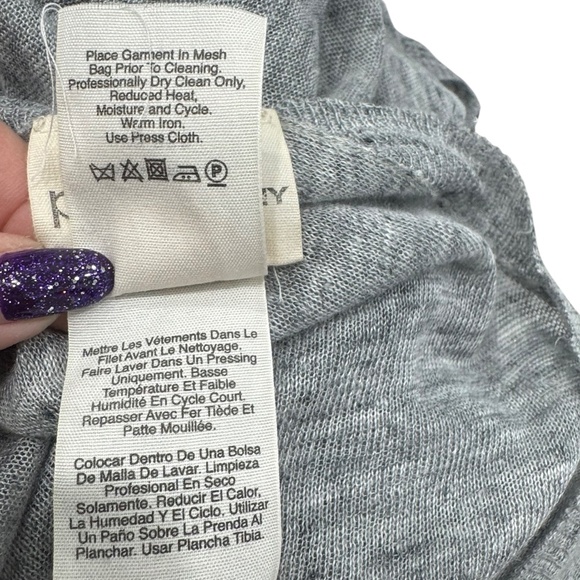 Place Garment In Mesh
Bag Prior To Cleaning.
Professionally Dry Clean Only,
Reduced Heat,
Moisture and Cycle.
Warm Iron.
Use Press Cloth.
P
Mettre Les Vêtements Dans Le
Filet Avant Le Nettoyage.
Faire Laver Dans Un Pressing
Uniquement. Basse
Température Et Faible
Humidité En Cycle Court.
Repasser Avec Fer Tiède Et
Patte Mouillée.
Colocar Dentro De Una Bolsa
De Malla De Lavar. Limpieza
Profesional En Seco
Solamente. Reducir El Calor,
La Humedad Y El Ciclo. Utilizar
Un Paño Sobre La Prenda Al
Planchar. Usar Plancha Tibia.